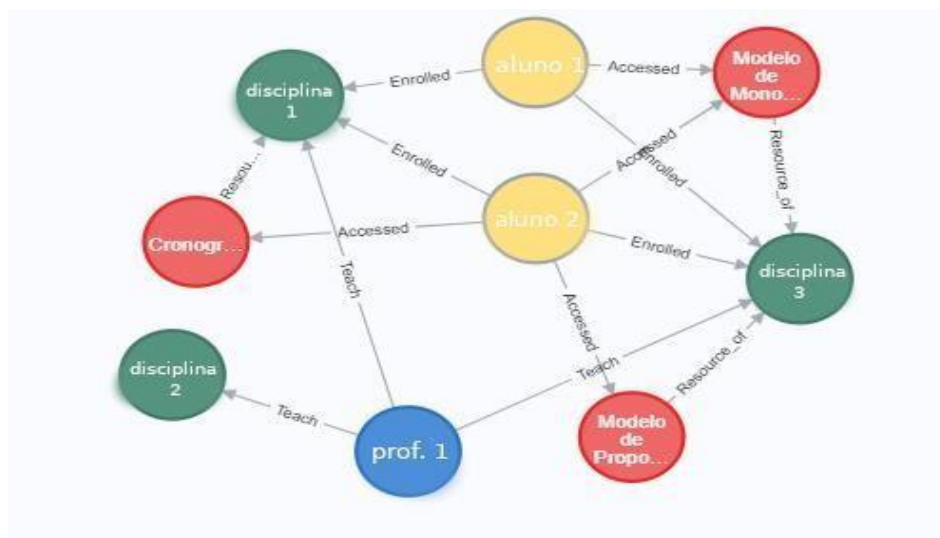 aluno 1
Accessed
Modelo
de
Mono...
Enrolled
disciplina
1
Enrolled
Accessed
Enrolled
Resource_of
Resou...
aluno 2
Cronogr...
Accessed
Enrolled
disciplina
3
Teach
Accessed
Resource_of
Teach
disciplina
2
Teach
prof. 1
Modelo
de
Propo...